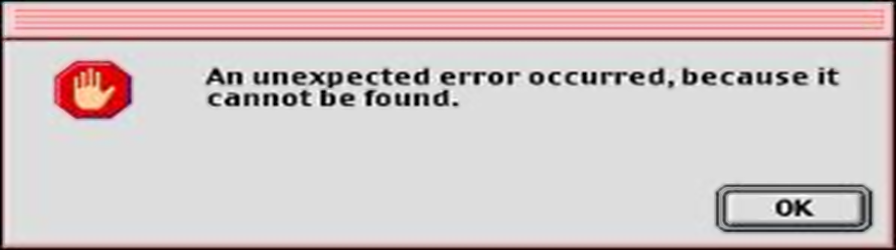 An unexpected error occurred, because it
cannot be found.
OK